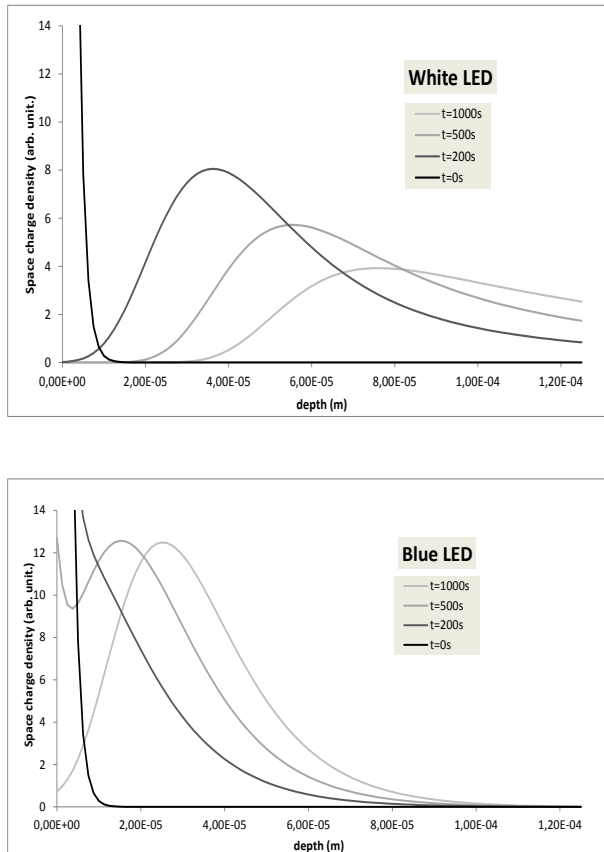 14
12
10
8
6
4
2
0
Space charge density (arb. unit.)
White LED
t=1000s
t=500s
t=200s
t=0s
0,00E+00 2,00E-05 4,00E-05 6,00E-05 8,00E-05 1,00E-04 1,20E-04
depth (m)
14
12
10
8
6
4
2
0
Space charge density (arb. unit.)
Blue LED
t=1000s
t=500s
t=200s
t=0s
0,00E+00 2,00E-05 4,00E-05 6,00E-05 8,00E-05 1,00E-04 1,20E-04
depth (m)